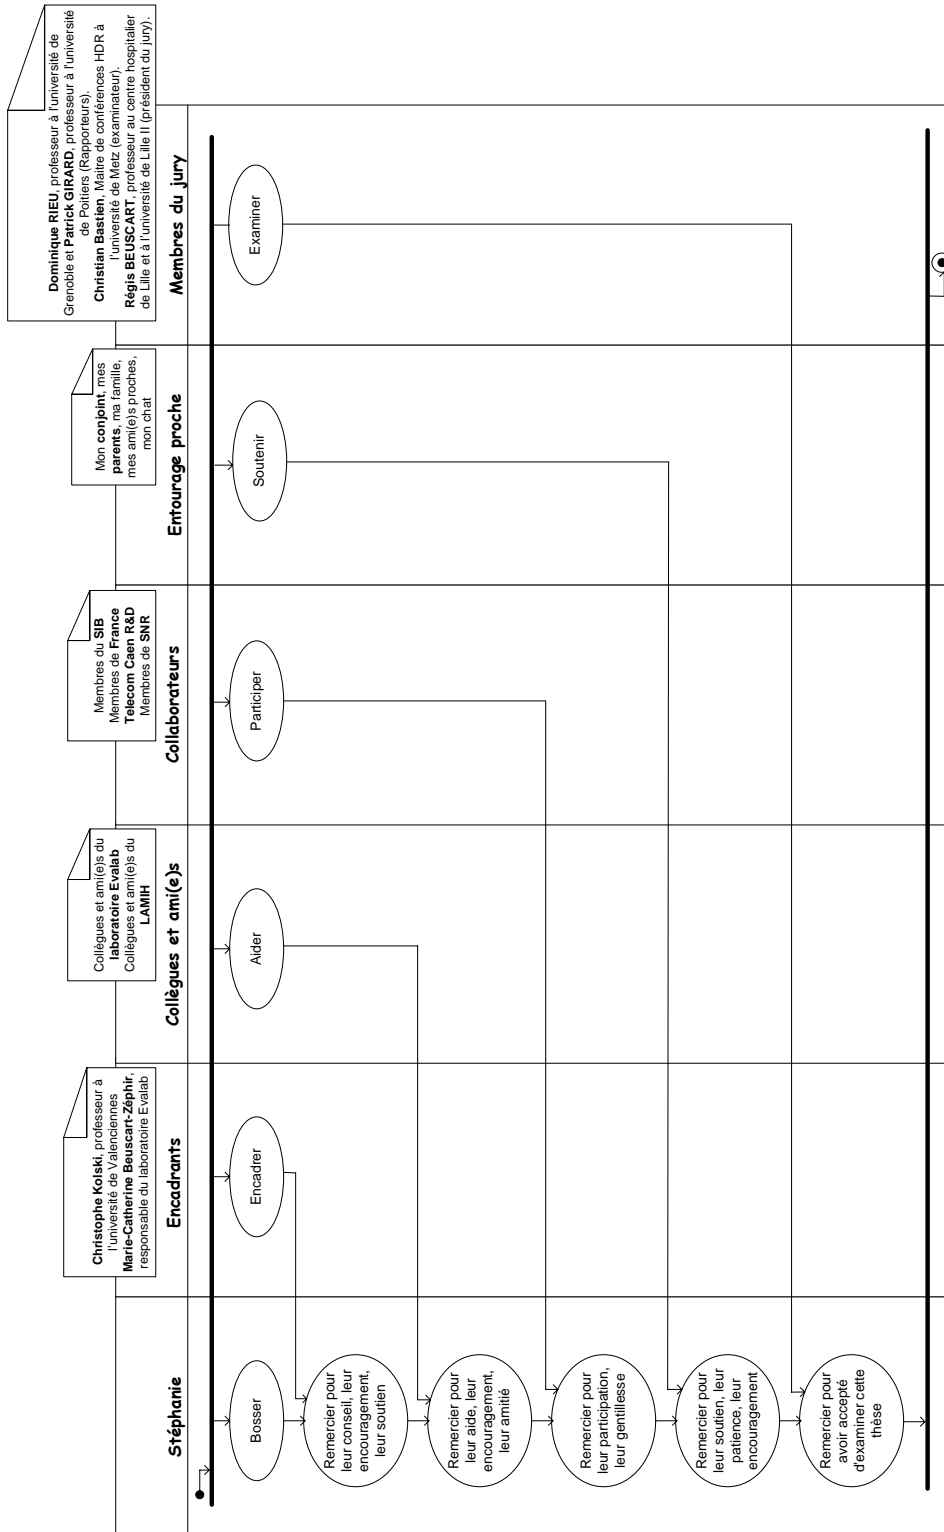 Christophe Kolski, professeur à
l'université de Valenciennes
Marie-Catherine Beuscart-Zéphir,
responsable du laboratoire Evalab
Collègues et ami(e)s du
laboratoire Evalab
Collègues et ami(e)s du
LAMIH
Membres du SIB
Membres de France
Telecom Caen R&D
Membres de SNR
Mon conjoint, mes
parents, ma famille,
mes ami(e)s proches,
mon chat
Dominique RIEU, professeur à l'université de
Grenoble et Patrick GIRARD, professeur à l'université
de Poitiers (Rapporteurs).
Christian Bastien, Maitre de conférences HDR à
l'université de Metz (examinateur).
Régis BEUSCART, professeur au centre hospitalier
de Lille et à l'université de Lille II (président du jury).
Stéphanie
Encadrants
Collègues et ami(e)s
Collaborateurs
Entourage proche
Membres du jury
Bosser
Encadrer
Aider
Participer
Soutenir
Examiner
Remercier pour
leur conseil, leur
encouragement,
leur soutien
Remercier pour
leur aide, leur
encouragement,
leur amitié
Remercier pour
leur participation,
leur gentillesse
Remercier pour
leur soutien, leur
patience, leur
encouragement
Remercier pour
avoir accepté
d'examiner cette
thèse